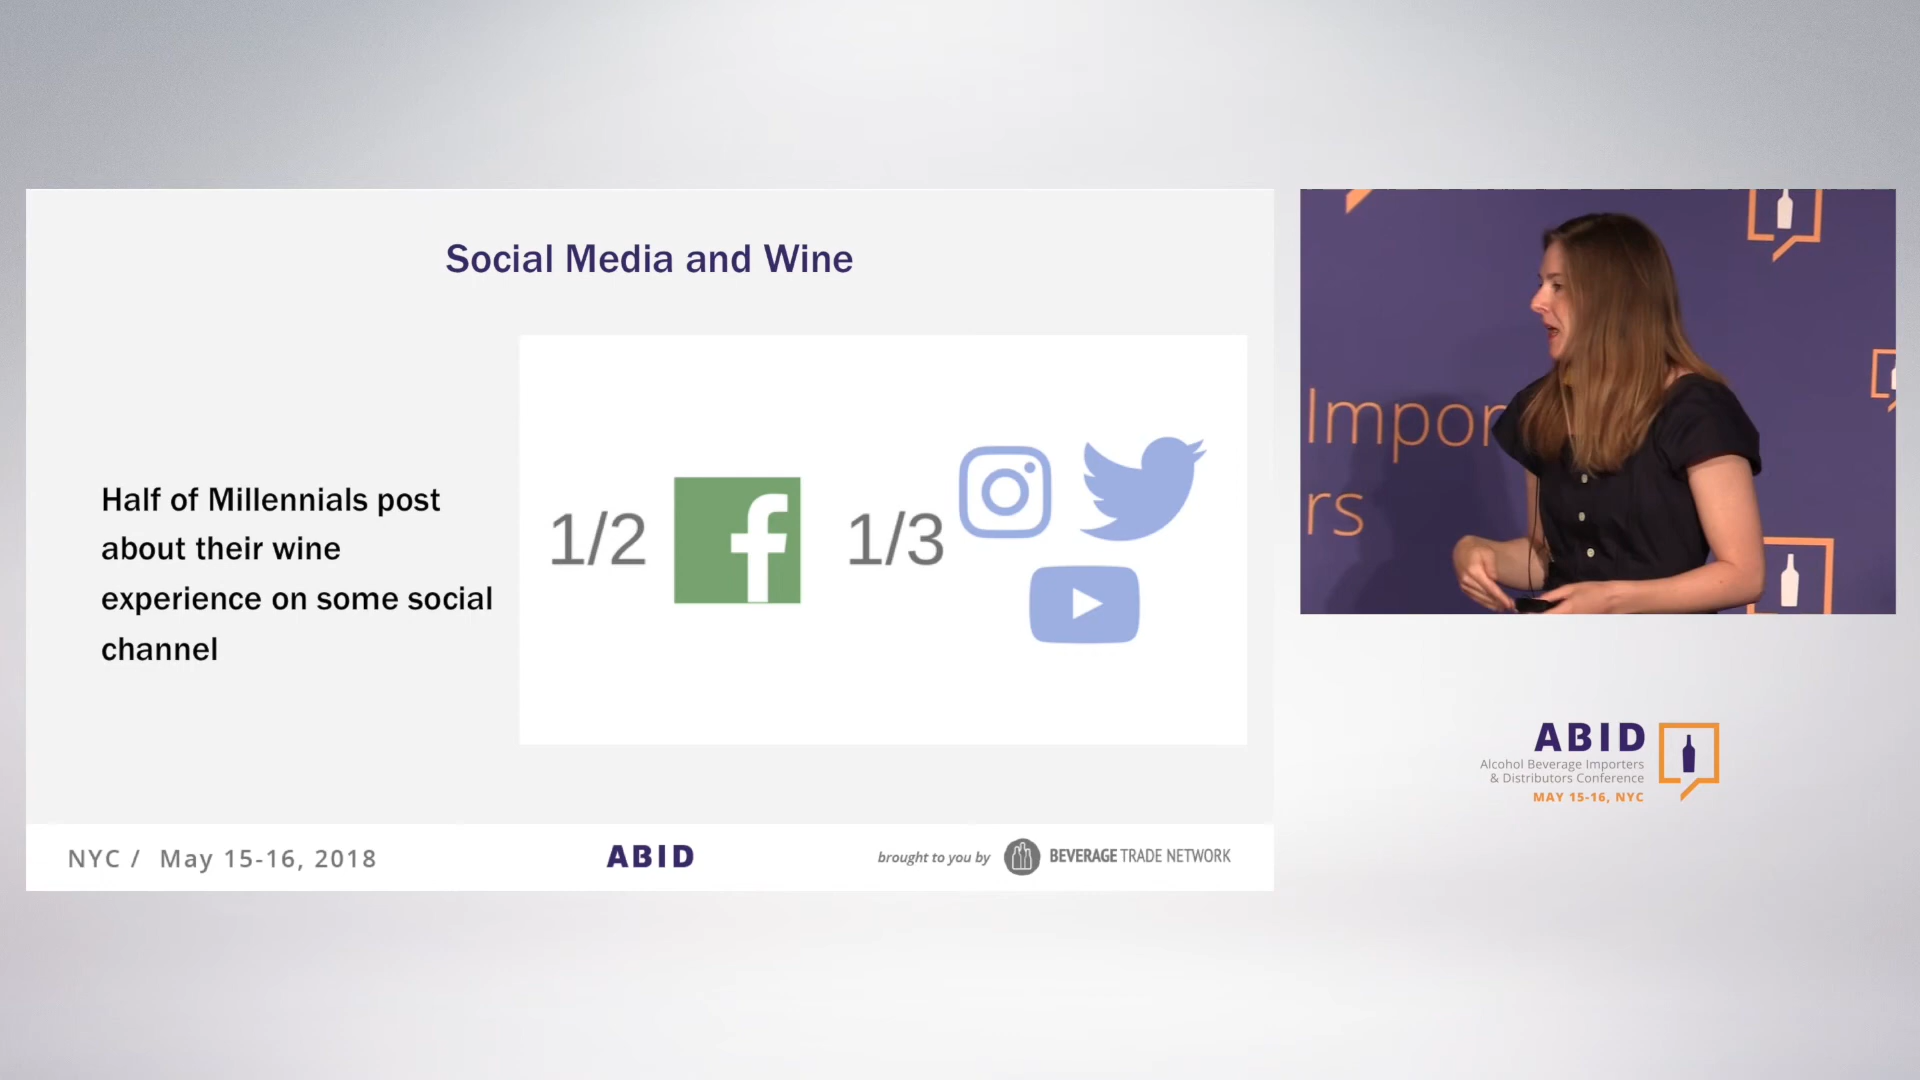 Social Media and Wine
Half of Millennials post
about their wine
experience on some social
channel
1/2
1/3
NYC / May 15-16, 2018
ABID
brought to you by
BEVERAGE TRADE NETWORK
Impor
rs
ABID
Alcohol Beverage Importers
& Distributors Conference
MAY 15-16, NYC